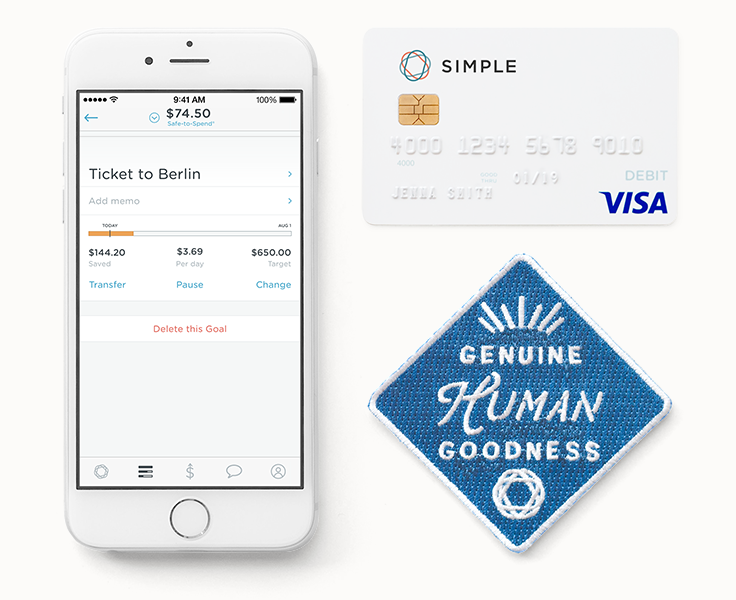 9:41 AM
100%
$74.50
Safe-to-Spend™
Ticket to Berlin
Add memo
TODAY
AUG 1
$144.20
$3.69
$650.00
Saved
Per day
Target
Transfer
Pause
Change
Delete this Goal
SIMPLE
4000 1234 5678 9010
4000
01/19
DEBIT
JENNA SMITH
VISA
GENUINE
HUMAN
GOODNESS